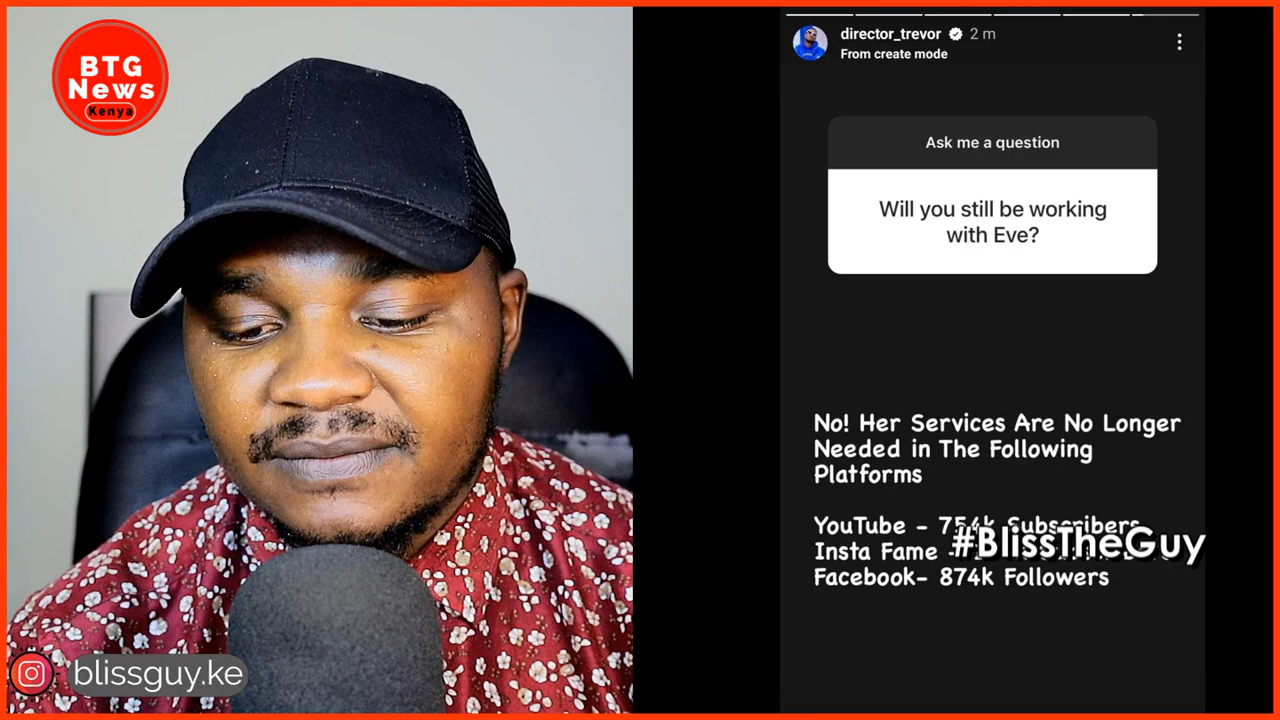 BTG
News
Kenya
director_trevor 2 m
From create mode
Ask me a question
Will you still be working
with Eve?
No! Her Services Are No Longer
Needed in The Following
Platforms
YouTube - 754k Subscribers
Insta Fame -
#BlissTheGuy
Facebook- 874k Followers
blissguy.ke